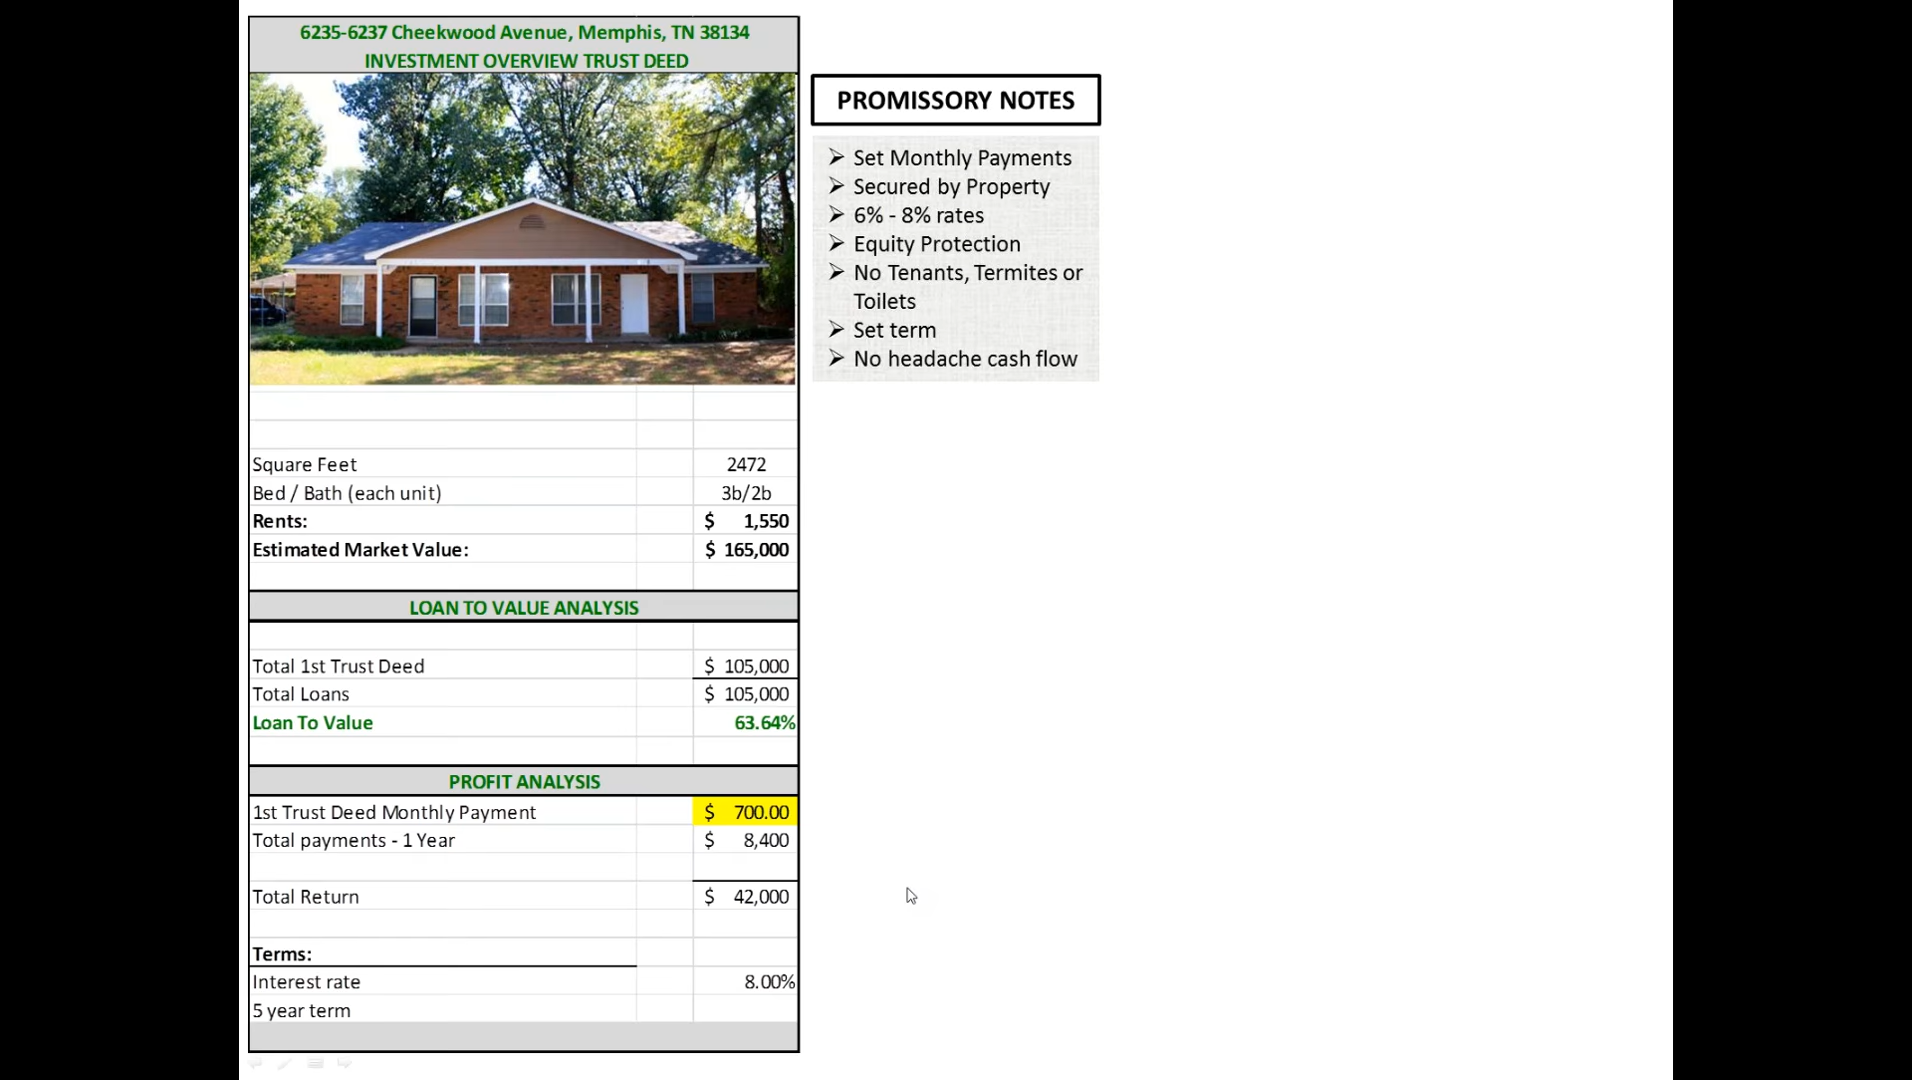 6235-6237 Cheekwood Avenue, Memphis, TN 38134
INVESTMENT OVERVIEW TRUST DEED
Square Feet 2472
Bed / Bath (each unit) 3b/2b
Rents: $ 1,550
Estimated Market Value: $ 165,000
LOAN TO VALUE ANALYSIS
Total 1st Trust Deed $ 105,000
Total Loans $ 105,000
Loan To Value 63.64%
PROFIT ANALYSIS
1st Trust Deed Monthly Payment $ 700.00
Total payments - 1 Year $ 8,400
Total Return $ 42,000
Terms:
Interest rate 8.00%
5 year term
PROMISSORY NOTES
➢ Set Monthly Payments
➢ Secured by Property
➢ 6% - 8% rates
➢ Equity Protection
➢ No Tenants, Termites or
Toilets
➢ Set term
➢ No headache cash flow